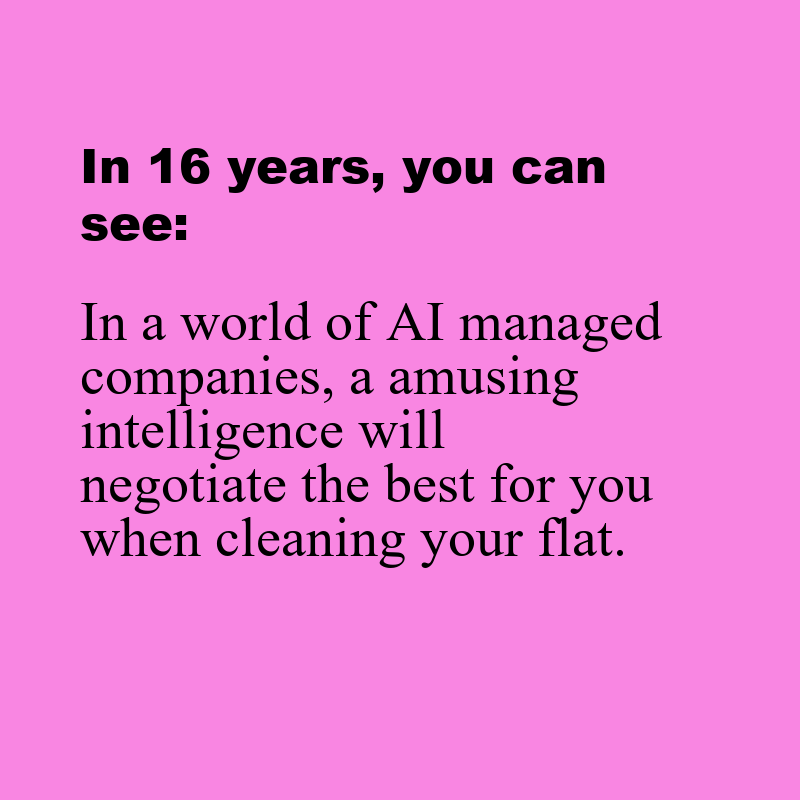 In 16 years, you can
see:
In a world of AI managed
companies, a amusing
intelligence will
negotiate the best for you
when cleaning your flat.